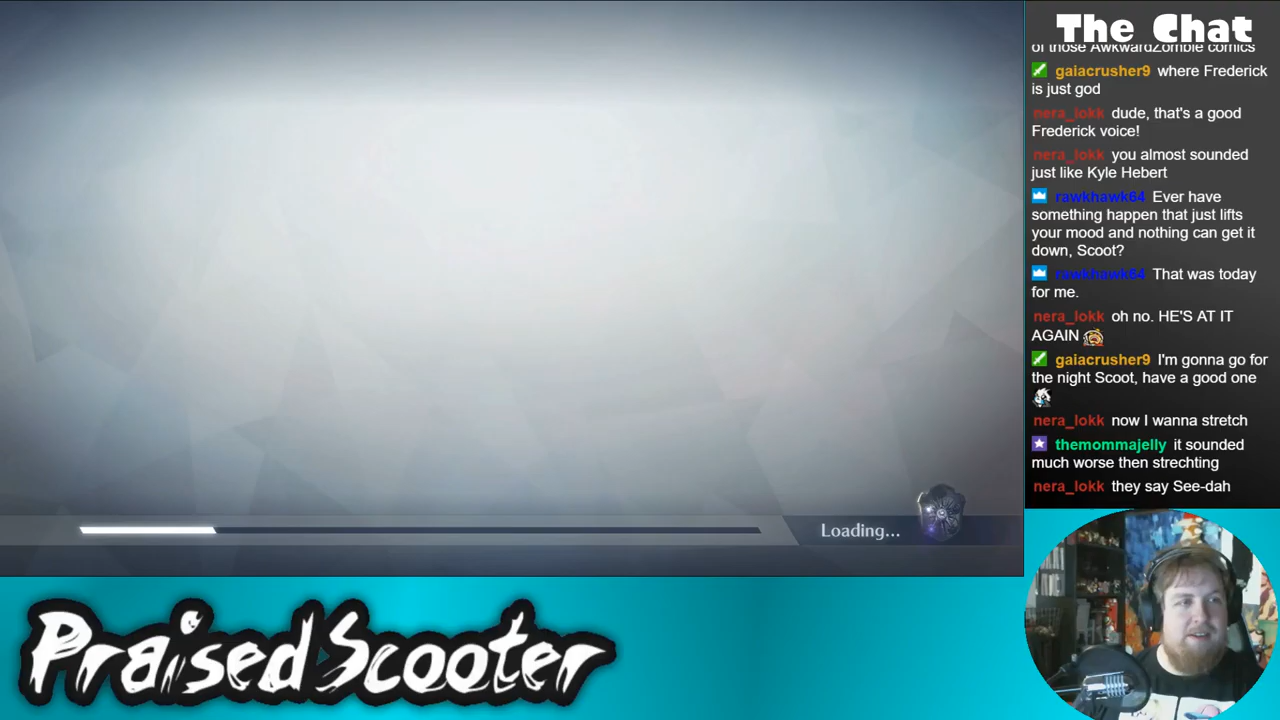 The Chat
of those AwkwardZombie comics
gaiacrusher9 where Frederick
is just god
nera_lokk dude, that's a good
Frederick voice!
nera_lokk you almost sounded
just like Kyle Hebert
rawkhawk64 Ever have
something happen that just lifts
your mood and nothing can get it
down, Scoot?
rawkhawk64 That was today
for me.
nera_lokk oh no. HE'S AT IT
AGAIN
gaiacrusher9 I'm gonna go for
the night Scoot, have a good one
nera_lokk now I wanna stretch
themommajelly it sounded
much worse then strechting
nera_lokk they say See-dah
Loading...
PraisedScooter